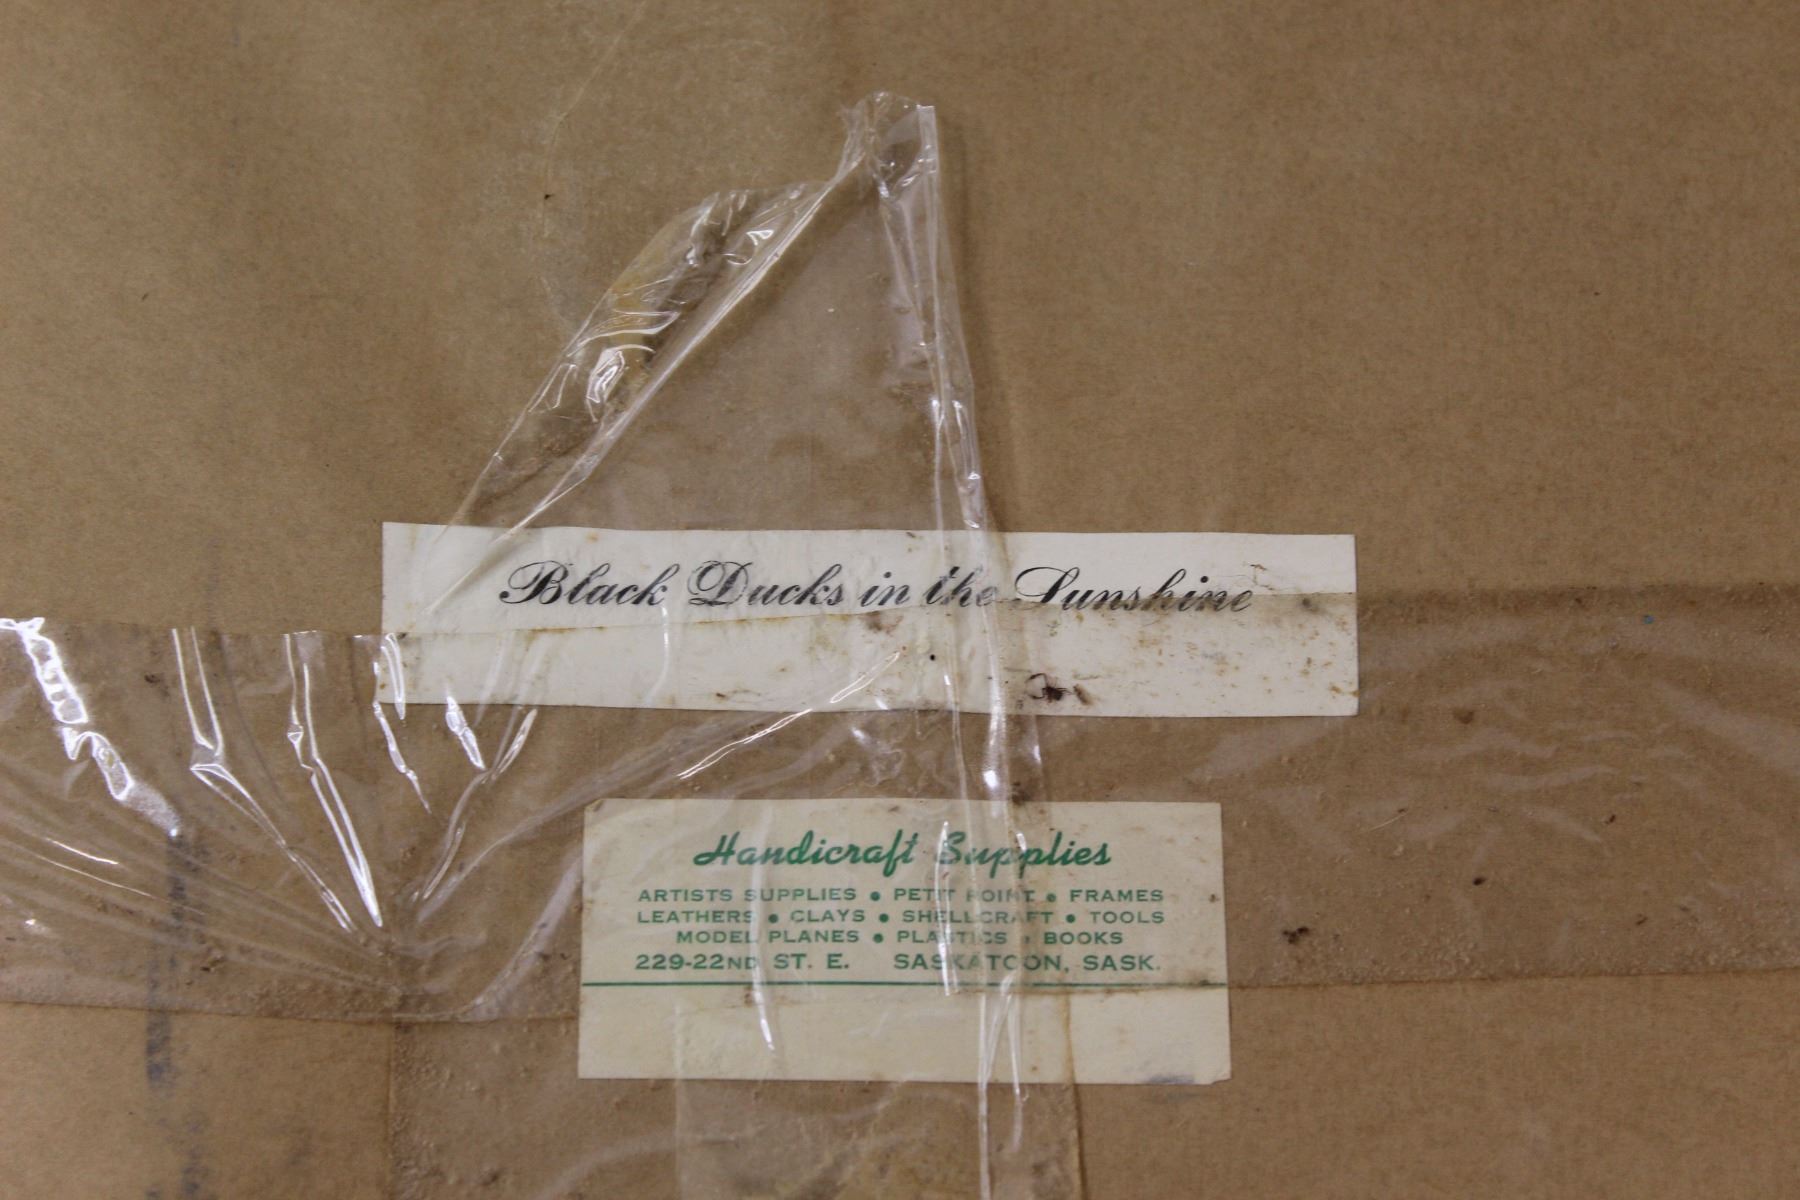 Black Ducks in the Sunshine
Handicraft Supplies
ARTISTS SUPPLIES • PETIT POINT • FRAMES
LEATHERS • CLAYS • SHELLCRAFT • TOOLS
MODEL PLANES • PLASTICS • BOOKS
229-22ND ST. E. SASKATOON, SASK.